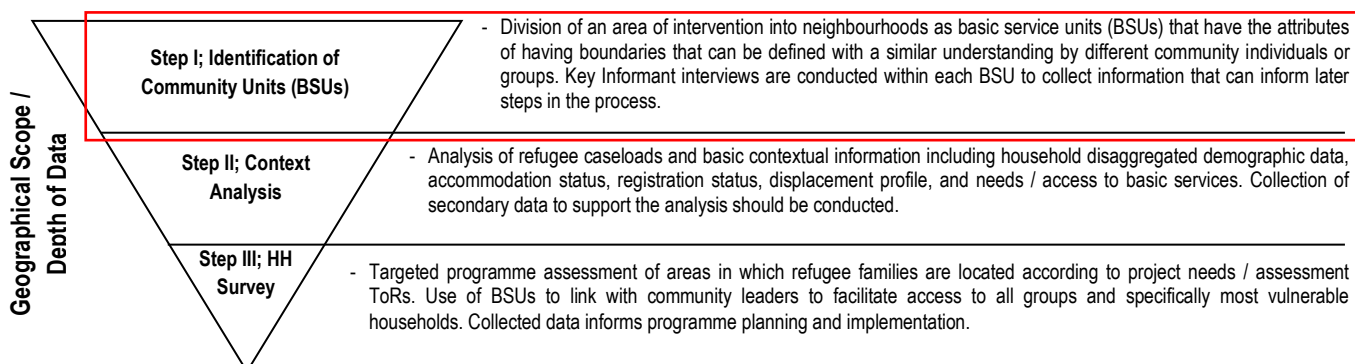 Geographical Scope /
Depth of Data
Step I; Identification of
Community Units (BSUs)
- Division of an area of intervention into neighbourhoods as basic service units (BSUs) that have the attributes
of having boundaries that can be defined with a similar understanding by different community individuals or
groups. Key Informant interviews are conducted within each BSU to collect information that can inform later
steps in the process.
Step II; Context
Analysis
- Analysis of refugee caseloads and basic contextual information including household disaggregated demographic data,
accommodation status, registration status, displacement profile, and needs / access to basic services. Collection of
secondary data to support the analysis should be conducted.
Step III; HH
Survey
- Targeted programme assessment of areas in which refugee families are located according to project needs / assessment
ToRs. Use of BSUs to link with community leaders to facilitate access to all groups and specifically most vulnerable
households. Collected data informs programme planning and implementation.